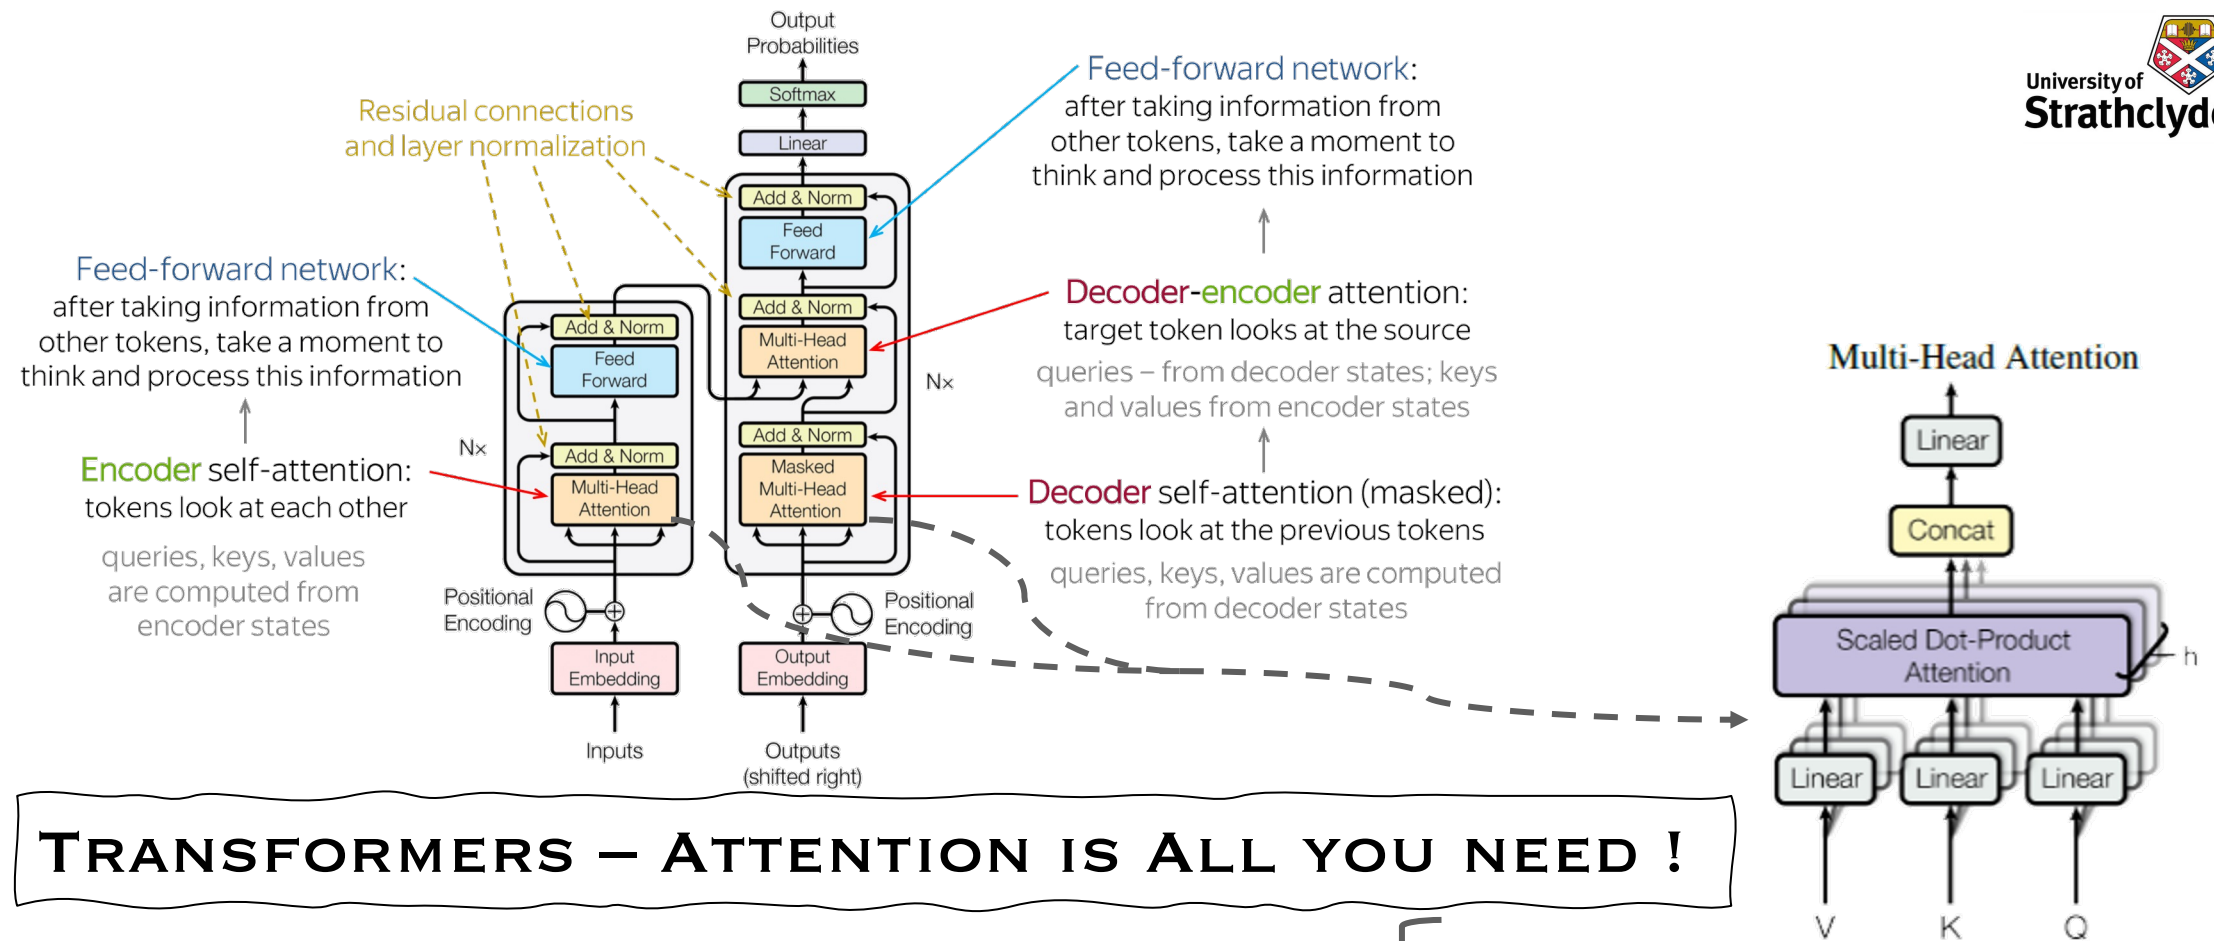 Output
Probabilities
Softmax
Linear
Add & Norm
Feed
Forward
Add & Norm
Multi-Head
Attention
Add & Norm
Masked
Multi-Head
Attention
Nx
Positional
Encoding
Output
Embedding
Outputs
(shifted right)
Residual connections
and layer normalization
Feed-forward network:
after taking information from
other tokens, take a moment to
think and process this information
Encoder self-attention:
tokens look at each other
queries, keys, values
are computed from
encoder states
Add & Norm
Feed
Forward
Add & Norm
Multi-Head
Attention
Nx
Positional
Encoding
Input
Embedding
Inputs
Feed-forward network:
after taking information from
other tokens, take a moment to
think and process this information
Decoder-encoder attention:
target token looks at the source
queries – from decoder states; keys
and values from encoder states
Decoder self-attention (masked):
tokens look at the previous tokens
queries, keys, values are computed
from decoder states
University of
Strathclyde
Multi-Head Attention
Linear
Concat
Scaled Dot-Product
Attention
h
Linear Linear Linear
V K Q
TRANSFORMERS – ATTENTION IS ALL YOU NEED !